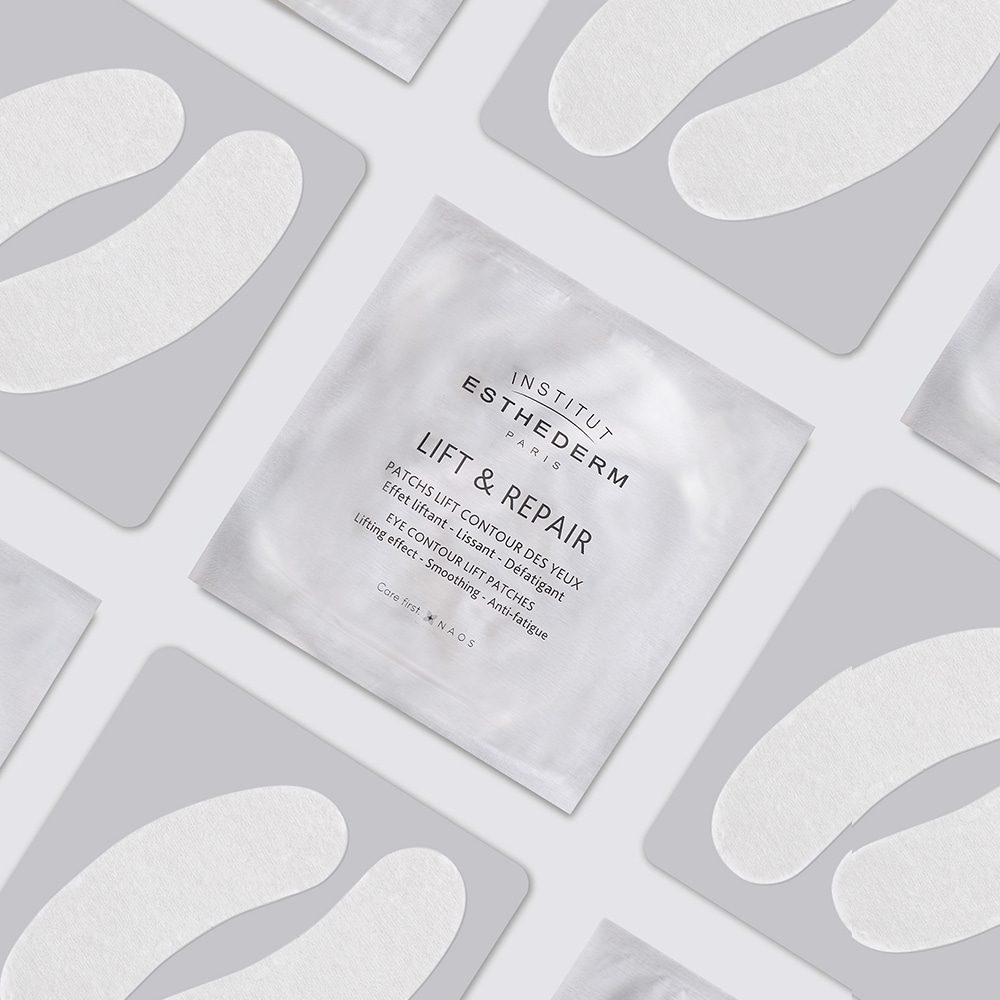 INSTITUT
ESTHEDERM
PARIS
LIFT & REPAIR
PATCHS LIFT CONTOUR DES YEUX
Effet liftant - Lissant - Défatigant
EYE CONTOUR LIFT PATCHES
Lifting effect - Smoothing - Anti-fatigue
Care first. NAOS